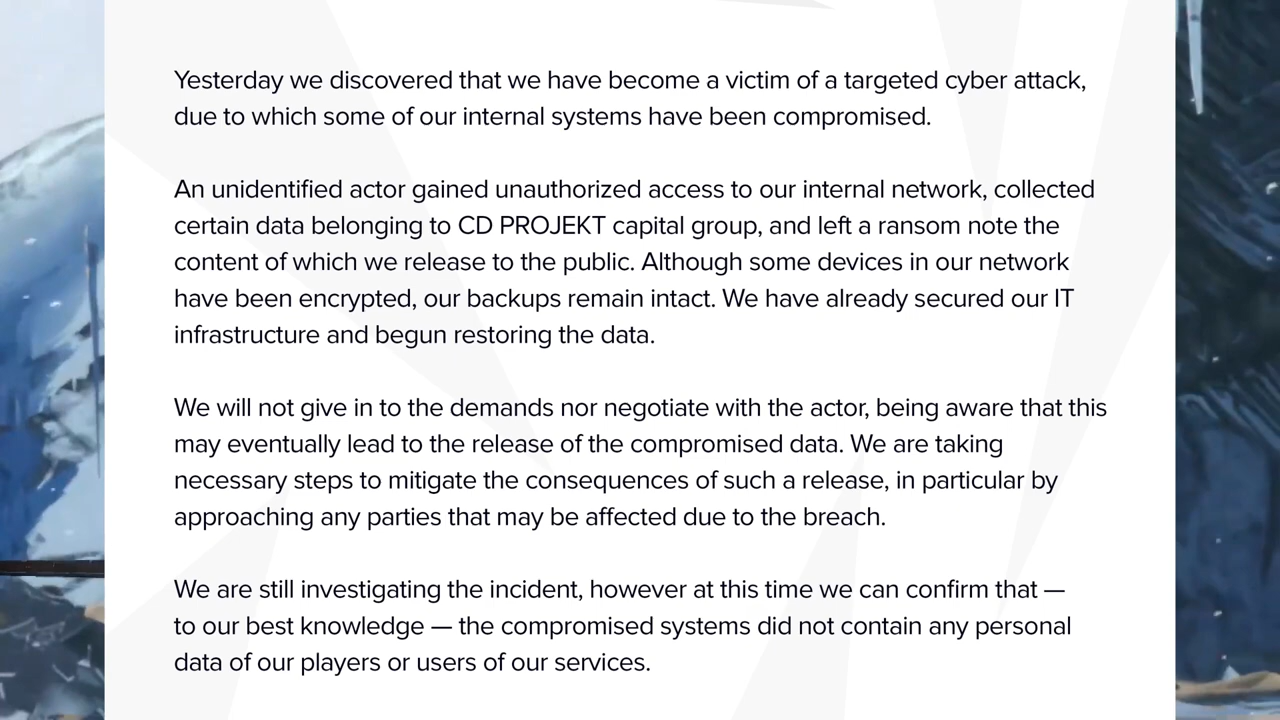 Yesterday we discovered that we have become a victim of a targeted cyber attack,
due to which some of our internal systems have been compromised.
An unidentified actor gained unauthorized access to our internal network, collected
certain data belonging to CD PROJEKT capital group, and left a ransom note the
content of which we release to the public. Although some devices in our network
have been encrypted, our backups remain intact. We have already secured our IT
infrastructure and begun restoring the data.
We will not give in to the demands nor negotiate with the actor, being aware that this
may eventually lead to the release of the compromised data. We are taking
necessary steps to mitigate the consequences of such a release, in particular by
approaching any parties that may be affected due to the breach.
We are still investigating the incident, however at this time we can confirm that —
to our best knowledge — the compromised systems did not contain any personal
data of our players or users of our services.